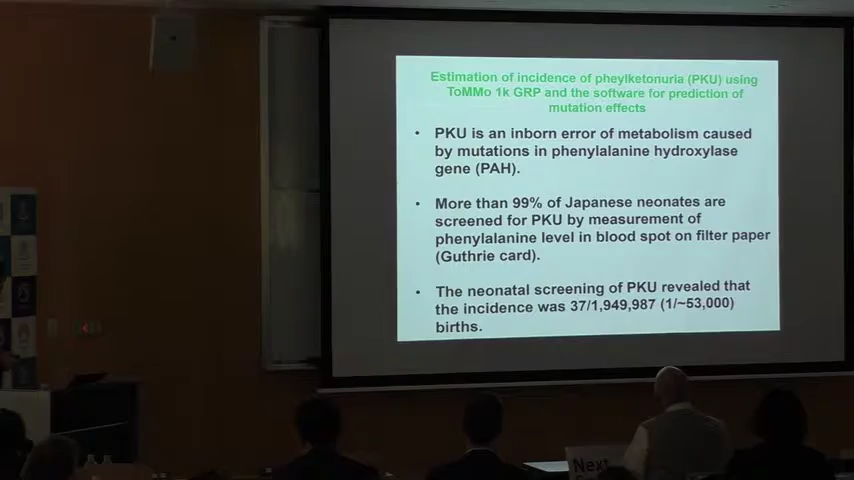 Estimation of incidence of pheylketonuria (PKU) using
ToMMo 1k GRP and the software for prediction of
mutation effects
• PKU is an inborn error of metabolism caused
by mutations in phenylalanine hydroxylase
gene (PAH).
• More than 99% of Japanese neonates are
screened for PKU by measurement of
phenylalanine level in blood spot on filter paper
(Guthrie card).
• The neonatal screening of PKU revealed that
the incidence was 37/1,949,987 (1/~53,000)
births.
Next